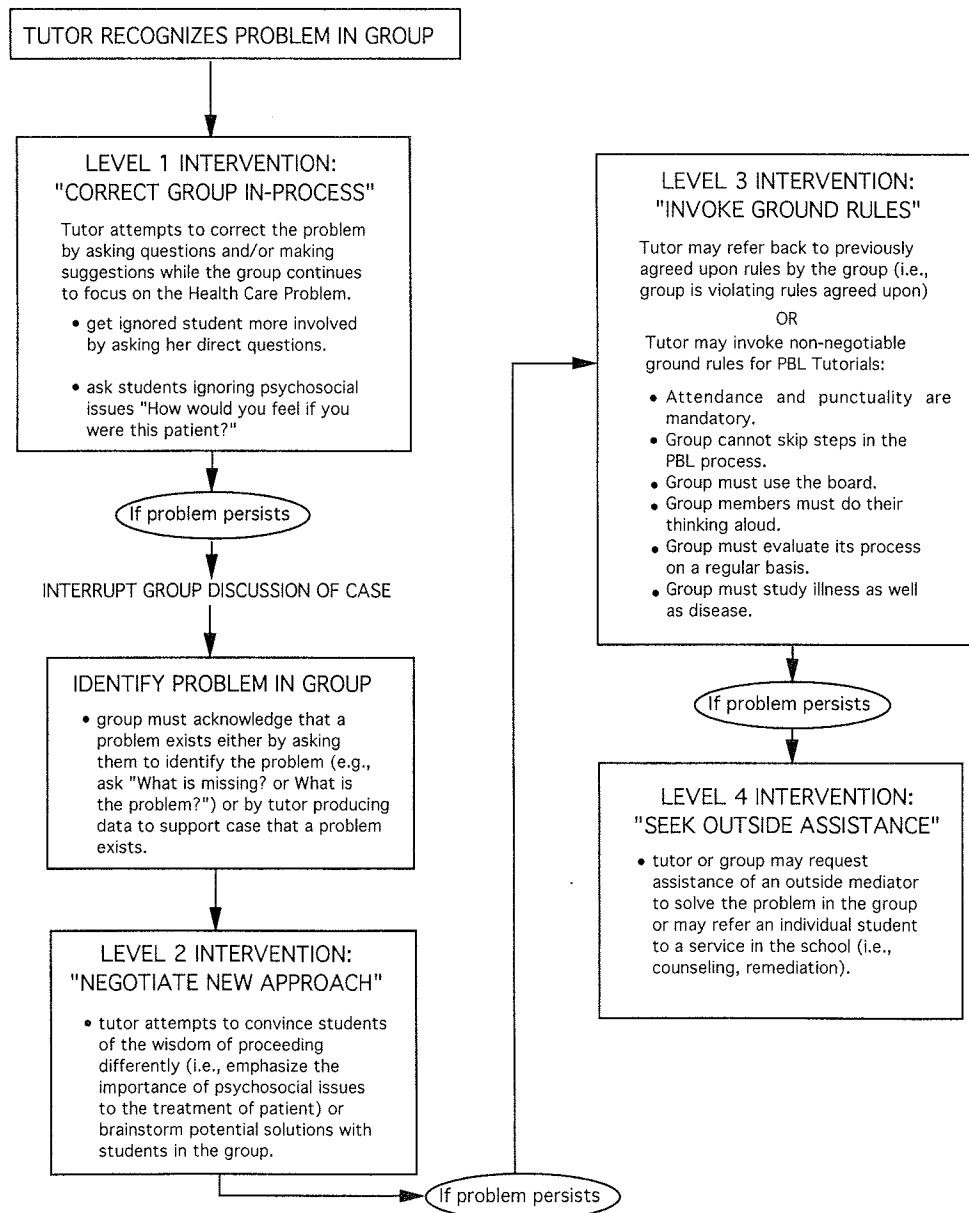 TUTOR RECOGNIZES PROBLEM IN GROUP
LEVEL 1 INTERVENTION:
"CORRECT GROUP IN-PROCESS"
Tutor attempts to correct the problem
by asking questions and/or making
suggestions while the group continues
to focus on the Health Care Problem.
• get ignored student more involved
by asking her direct questions.
• ask students ignoring psychosocial
issues "How would you feel if you
were this patient?"
If problem persists
INTERRUPT GROUP DISCUSSION OF CASE
IDENTIFY PROBLEM IN GROUP
• group must acknowledge that a
problem exists either by asking
them to identify the problem (e.g.,
ask "What is missing? or What is
the problem?") or by tutor producing
data to support case that a problem
exists.
LEVEL 2 INTERVENTION:
"NEGOTIATE NEW APPROACH"
• tutor attempts to convince students
of the wisdom of proceeding
differently (i.e., emphasize the
importance of psychosocial issues
to the treatment of patient) or
brainstorm potential solutions with
students in the group.
If problem persists
LEVEL 3 INTERVENTION:
"INVOKE GROUND RULES"
Tutor may refer back to previously
agreed upon rules by the group (i.e.,
group is violating rules agreed upon)
OR
Tutor may invoke non-negotiable
ground rules for PBL Tutorials:
• Attendance and punctuality are
mandatory.
• Group cannot skip steps in the
PBL process.
• Group must use the board.
• Group members must do their
thinking aloud.
• Group must evaluate its process
on a regular basis.
• Group must study illness as well
as disease.
If problem persists
LEVEL 4 INTERVENTION:
"SEEK OUTSIDE ASSISTANCE"
• tutor or group may request
assistance of an outside mediator
to solve the problem in the group
or may refer an individual student
to a service in the school (i.e.,
counseling, remediation).